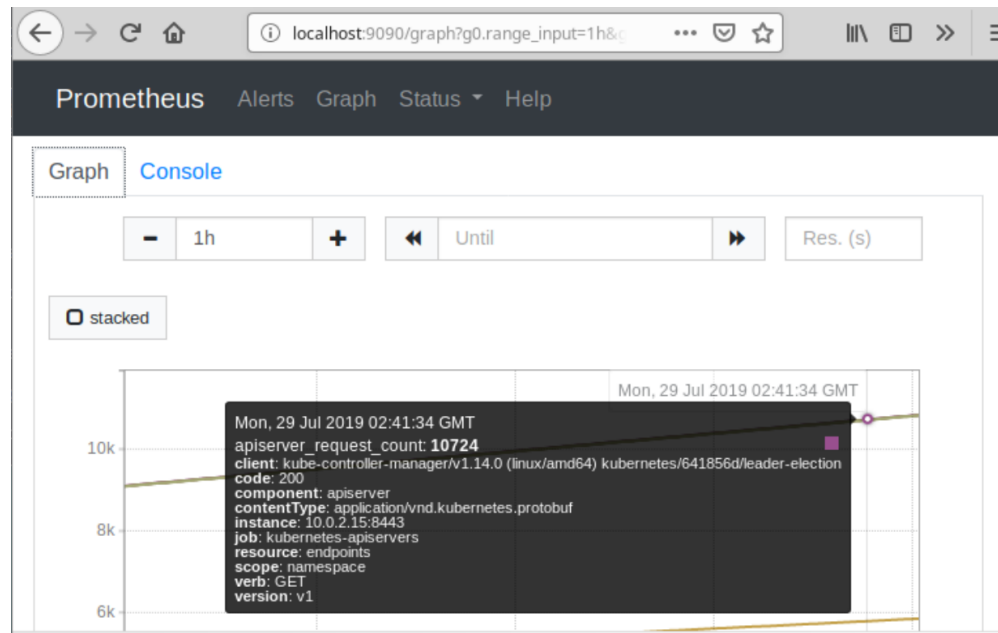 localhost:9090/graph?g0.range_input=1h&g
Prometheus Alerts Graph Status Help
Graph Console
1h Until Res. (s)
stacked
Mon, 29 Jul 2019 02:41:34 GMT
Mon, 29 Jul 2019 02:41:34 GMT
apiserver_request_count: 10724
client: kube-controller-manager/v1.14.0 (linux/amd64) kubernetes/641856d/leader-election
code: 200
component: apiserver
contentType: application/vnd.kubernetes.protobuf
instance: 10.0.2.15:8443
job: kubernetes-apiservers
resource: endpoints
scope: namespace
verb: GET
version: v1
10k
8k
6k